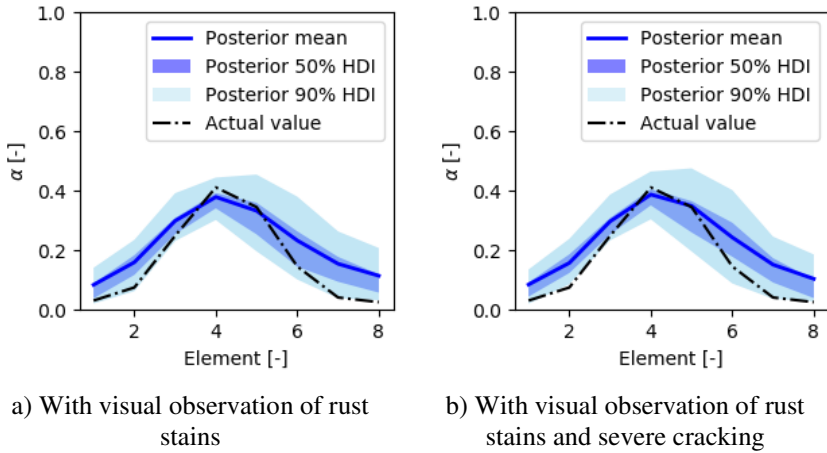 1.0
0.8
0.6
0.4
0.2
0.0
α [-]
Posterior mean
Posterior 50% HDI
Posterior 90% HDI
Actual value
2 4 6 8
Element [-]
a) With visual observation of rust
stains
1.0
0.8
0.6
0.4
0.2
0.0
α [-]
Posterior mean
Posterior 50% HDI
Posterior 90% HDI
Actual value
2 4 6 8
Element [-]
b) With visual observation of rust
stains and severe cracking